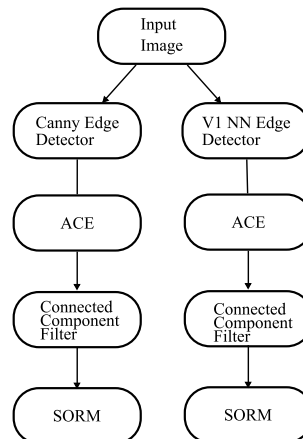 Input
Image
Canny Edge
Detector
V1 NN Edge
Detector
ACE
ACE
Connected
Component
Filter
Connected
Component
Filter
SORM
SORM